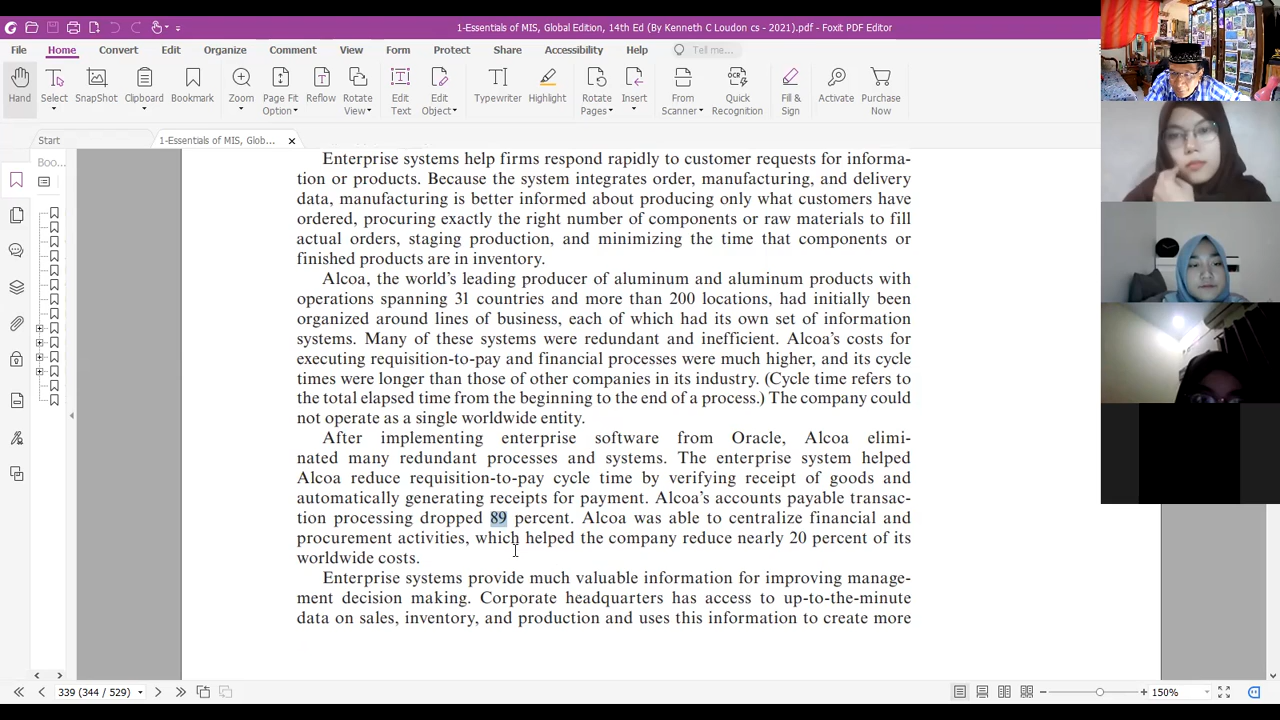 1-Essentials of MIS, Global Edition, 14th Ed (By Kenneth C Loudon cs - 2021).pdf - Foxit PDF Editor
File Home Convert Edit Organize Comment View Form Protect Share Accessibility Help Tell me...
Hand Select SnapShot Clipboard Bookmark Zoom Page Fit Option Reflow Rotate View Edit Text Edit Object Typewriter Highlight Rotate Pages Insert From Scanner OCR Quick Recognition Fill & Sign Activate Purchase Now
Start 1-Essentials of MIS, Glob...
Boo...
Enterprise systems help firms respond rapidly to customer requests for informa-
tion or products. Because the system integrates order, manufacturing, and delivery
data, manufacturing is better informed about producing only what customers have
ordered, procuring exactly the right number of components or raw materials to fill
actual orders, staging production, and minimizing the time that components or
finished products are in inventory.
Alcoa, the world's leading producer of aluminum and aluminum products with
operations spanning 31 countries and more than 200 locations, had initially been
organized around lines of business, each of which had its own set of information
systems. Many of these systems were redundant and inefficient. Alcoa's costs for
executing requisition-to-pay and financial processes were much higher, and its cycle
times were longer than those of other companies in its industry. (Cycle time refers to
the total elapsed time from the beginning to the end of a process.) The company could
not operate as a single worldwide entity.
After implementing enterprise software from Oracle, Alcoa elimi-
nated many redundant processes and systems. The enterprise system helped
Alcoa reduce requisition-to-pay cycle time by verifying receipt of goods and
automatically generating receipts for payment. Alcoa's accounts payable transac-
tion processing dropped 89 percent. Alcoa was able to centralize financial and
procurement activities, which helped the company reduce nearly 20 percent of its
worldwide costs.
Enterprise systems provide much valuable information for improving manage-
ment decision making. Corporate headquarters has access to up-to-the-minute
data on sales, inventory, and production and uses this information to create more
339 (344 / 529) 150%